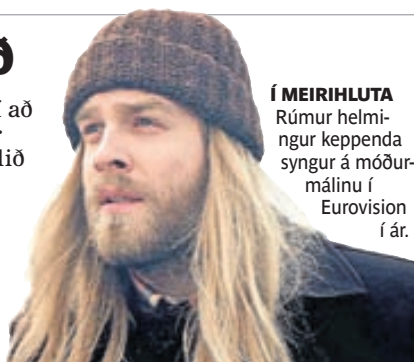 að
lið
Í MEIRIHLUTA
Rúmur helmi-
ngur keppenda
syngur á móður-
málinu í
Eurovision
í ár.